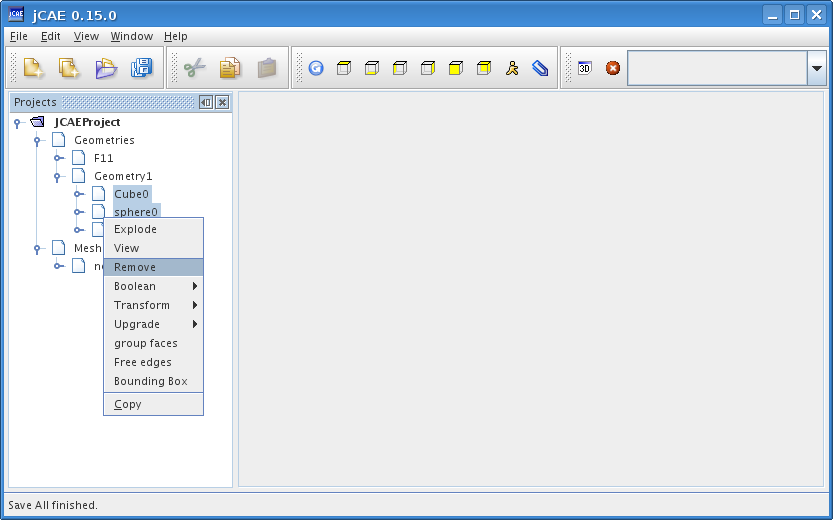 jCAE 0.15.0
File Edit View Window Help
3D
Projects
JCAEProject
Geometries
F11
Geometry1
Cube0
sphere0
Explode
Mesh
View
Remove
Boolean
Transform
Upgrade
group faces
Free edges
Bounding Box
Copy
Save All finished.